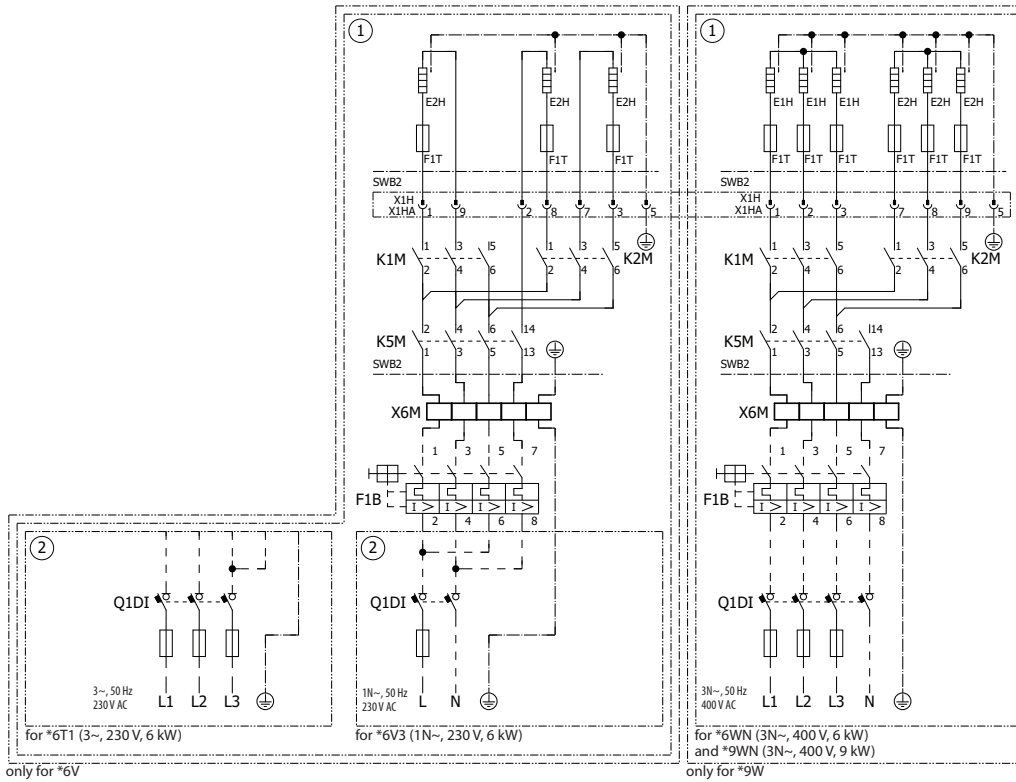 1
E2H E2H E2H
F1T F1T F1T
SWB2
X1H
X1HA 1 9 2 8 7 3 5
K1M 1 3 5 1 3 5 K2M
2 4 6 2 4 6
K5M 2 4 6 14
1 3 5 13
SWB2
X6M
1 3 5 7
F1B
I > I > I > I >
2 4 6 8
2
Q1DI
3~, 50 Hz
230 V AC
L1 L2 L3
for *6T1 (3~, 230 V, 6 kW)
2
Q1DI
1N~, 50 Hz
230 V AC
L N
for *6V3 (1N~, 230 V, 6 kW)
only for *6V
1
E1H E1H E1H E2H E2H E2H
F1T F1T F1T F1T F1T F1T
SWB2
X1H
X1HA 1 2 3 7 8 9 5
K1M 1 3 5 1 3 5 K2M
2 4 6 2 4 6
K5M 2 4 6 14
1 3 5 13
SWB2
X6M
1 3 5 7
F1B
I > I > I > I >
2 4 6 8
Q1DI
3N~, 50 Hz
400 V AC
L1 L2 L3 N
for *6WN (3N~, 400 V, 6 kW)
and *9WN (3N~, 400 V, 9 kW)
only for *9W